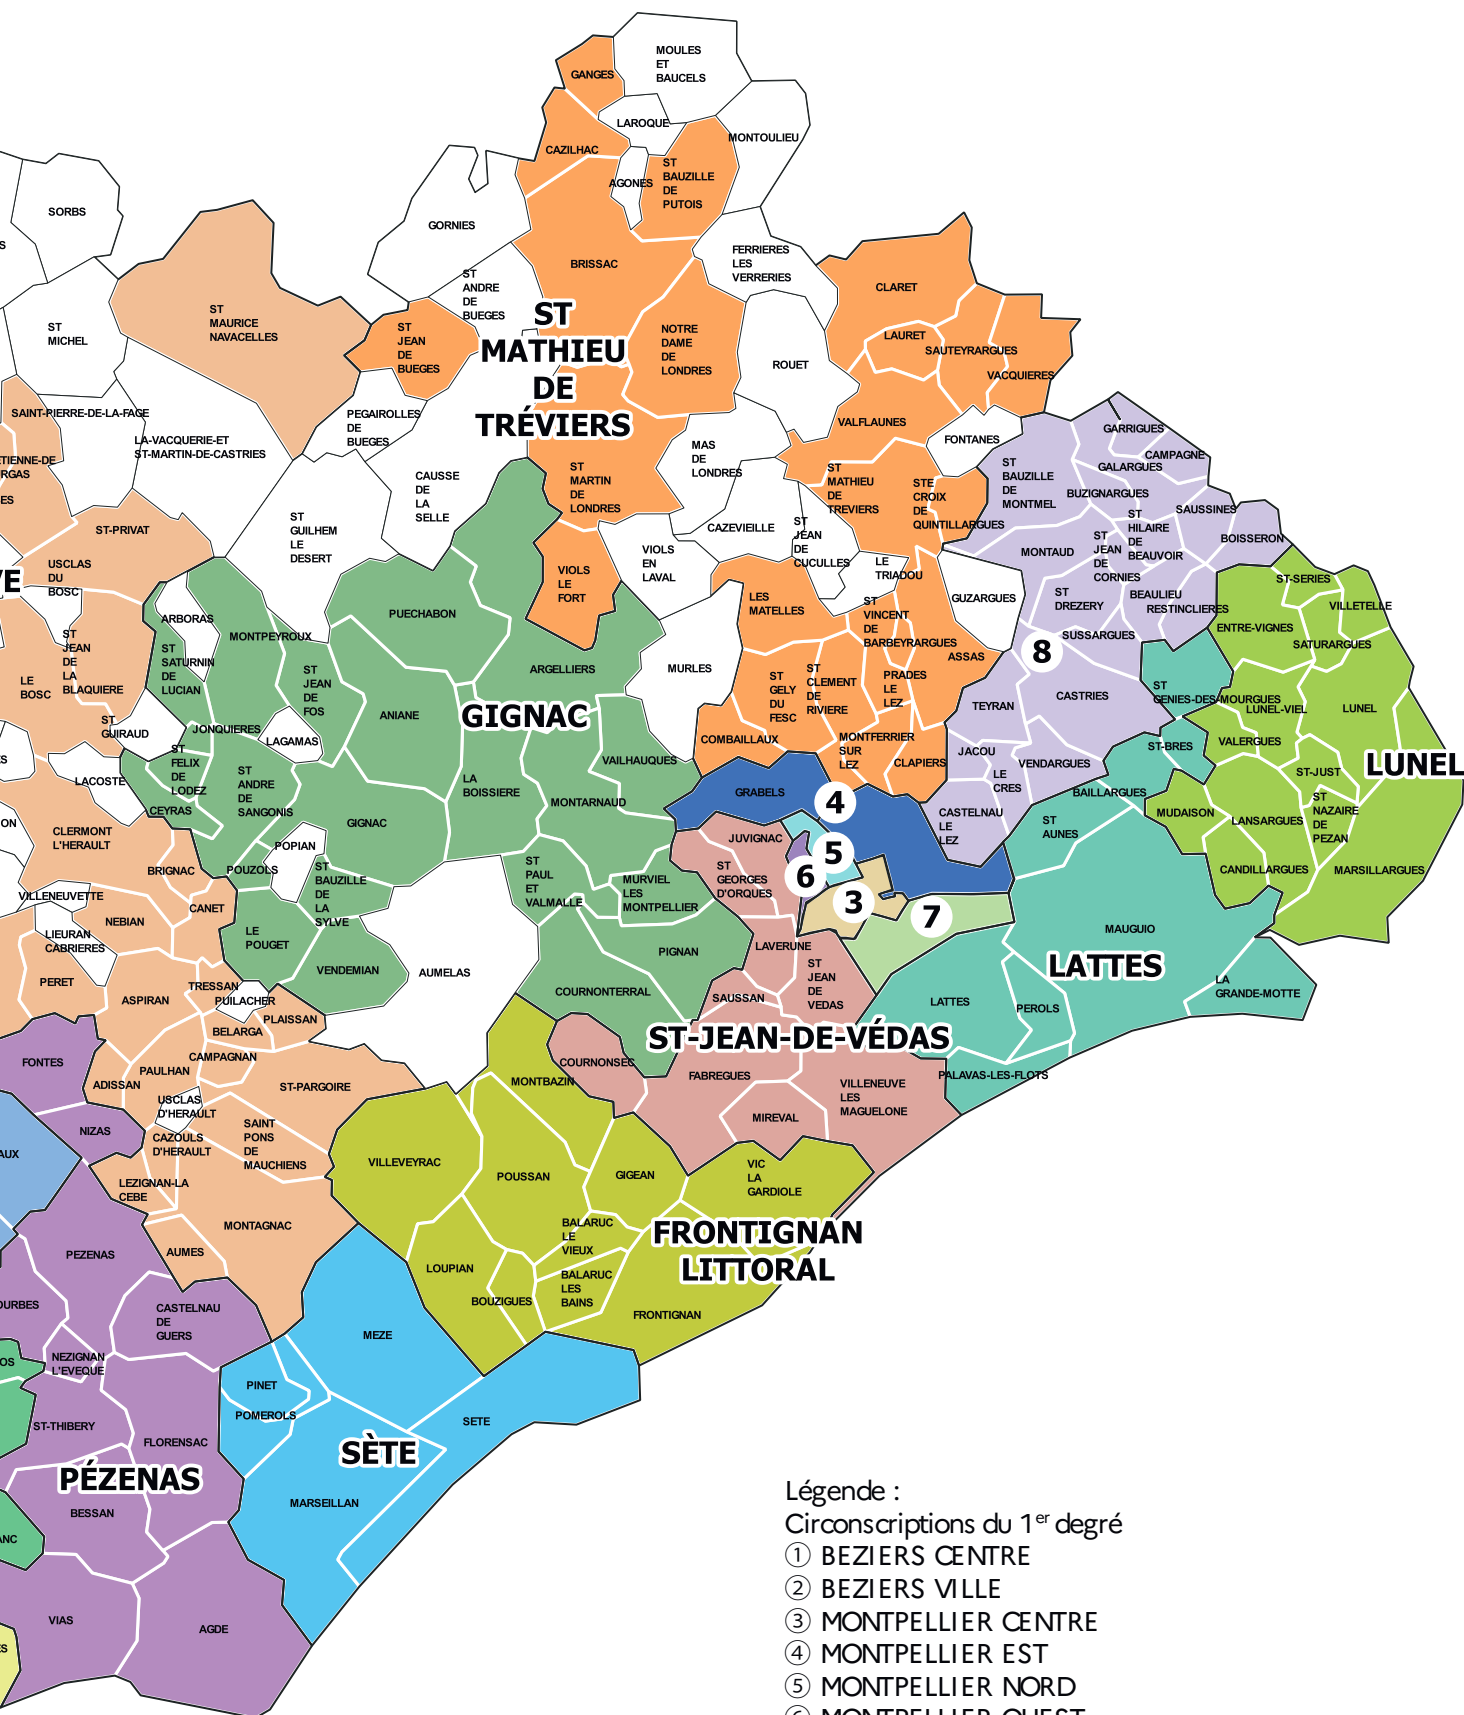 MOULES
ET
BAUCELS
GANGES
LAROQUE
MONTOULIEU
CAZILHAC
AGONES
ST
BAUZILLE
DE
PUTOIS
SORBS
GORNIES
BRISSAC
FERRIERES
LES
VERRERIES
ST
ANDRE
DE
BUEGES
CLARET
ST
MAURICE
NAVACELLES
ST
MICHEL
ST
JEAN
DE
BUEGES
ST
MATHIEU
DE
TRÉVIERS
NOTRE
DAME
DE
LONDRES
ROUET
LAURET
SAUTEYRARGUES
VACQUIERES
SAINT-PIERRE-DE-LA-FAGE
LA-VACQUERIE-ET
ST-MARTIN-DE-CASTRIES
PEGAIROLLES
DE
BUEGES
VALFLAUNES
FONTANES
GARRIGUES
CAMPAGNE
GALARGUES
TIENNE-DE
RGAS
ES
CAUSSE
DE
LA
SELLE
ST
MARTIN
DE
LONDRES
MAS
DE
LONDRES
ST
MATHIEU
DE
TREVIERS
STE
CROIX
DE
QUINTILLARGUES
ST
BAUZILLE
DE
MONTMEL
BUZIGNARGUES
SAUSSINES
ST
HILAIRE
DE
BEAUVOIR
BOISSERON
ST-PRIVAT
ST
GUILHEM
LE
DESERT
CAZEVIEILLE
ST
JEAN
DE
CUCULLES
VIOLS
EN
LAVAL
LE
TRIADOU
MONTAUD
ST
JEAN
DE
CORNIES
VE
USCLAS
DU
BOSC
VIOLS
LE
FORT
ST-SERIES
VILLETELLE
ARBORAS
MONTPEYROUX
PUECHABON
LES
MATELLES
ST
VINCENT
DE
BARBEYRARGUES
GUZARGUES
ST
DREZERY
BEAULIEU
RESTINCLIERES
ENTRE-VIGNES
SATURARGUES
ST
JEAN
DE
LA
BLAQUIERE
ST
SATURNIN
DE
LUCIAN
ARGELLIERS
MURLES
ASSAS
8
SUSSARGUES
LE
BOSC
ST
JEAN
DE
FOS
ANIANE
ST
GELY
DU
FESC
ST
CLEMENT
DE
RIVIERE
PRADES
LE
LEZ
TEYRAN
CASTRIES
ST
GENIES-DES-MOURGUES
LUNEL-VIEL
LUNEL
ST
GUIRAUD
JONQUIERES
LAGAMAS
GIGNAC
VAILHAUQUES
COMBAILLAUX
MONTFERRIER
SUR
LEZ
CLAPIERS
JACOU
LE
CRES
VENDARGUES
ST-BRES
VALERGUES
LUNEL
ES
LACOSTE
ST
FELIX
DE
LODEZ
CEYRAS
ST
ANDRE
DE
SANGONIS
LA
BOISSIERE
MONTARNAUD
GRABELS
4
CASTELNAU
LE
LEZ
BAILLARGUES
MUDAISON
ST-JUST
ST
NAZAIRE
DE
PEZAN
LANSARGUES
ON
CLERMONT
L'HERAULT
GIGNAC
POPIAN
JUVIGNAC
5
6
3
7
ST
AUNES
BRIGNAC
POUZOLS
ST
BAUZILLE
DE
LA
SYLVE
ST
PAUL
ET
VALMALLE
MURVIEL
LES
MONTPELLIER
ST
GEORGES
D'ORQUES
CANDILLARGUES
MARSILLARGUES
VILLENEUVETTE
NEBIAN
CANET
LIEURAN
CABRIERES
LE
POUGET
VENDEMIAN
AUMELAS
PIGNAN
LAVERUNE
ST
JEAN
DE
VEDAS
MAUGUIO
LATTES
PERET
ASPIRAN
TRESSAN
PUILACHER
PLAISSAN
BELARGA
COURNONTERRAL
SAUSSAN
LATTES
PEROLS
LA
GRANDE-MOTTE
ST-JEAN-DE-VÉDAS
FONTES
PAULHAN
CAMPAGNAN
ADISSAN
ST-PARGOIRE
COURNONSEC
MONTBAZIN
FABREGUES
VILLENEUVE
LES
MAGUELONE
PALAVAS-LES-FLOTS
NIZAS
USCLAS
D'HERAULT
CAZOULS
D'HERAULT
SAINT
PONS
DE
MAUCHIENS
MIREVAL
AUX
VILLEVEYRAC
POUSSAN
GIGEAN
VIC
LA
GARDIOLE
LEZIGNAN-LA
CEBE
MONTAGNAC
BALARUC
LE
VIEUX
FRONTIGNAN
LITTORAL
PEZENAS
AUMES
LOUPIAN
BOUZIGUES
BALARUC
LES
BAINS
FRONTIGNAN
OURBES
CASTELNAU
DE
GUERS
MEZE
OS
NEZIGNAN
L'EVEQUE
PINET
POMEROLS
ST-THIBERY
FLORENSAC
SÈTE
SETE
PÉZENAS
BESSAN
MARSEILLAN
ANC
VIAS
AGDE
ES
Légende :
Circonscriptions du 1er degré
① BEZIERS CENTRE
② BEZIERS VILLE
③ MONTPELLIER CENTRE
④ MONTPELLIER EST
⑤ MONTPELLIER NORD
⑥ MONTPELLIER OUEST